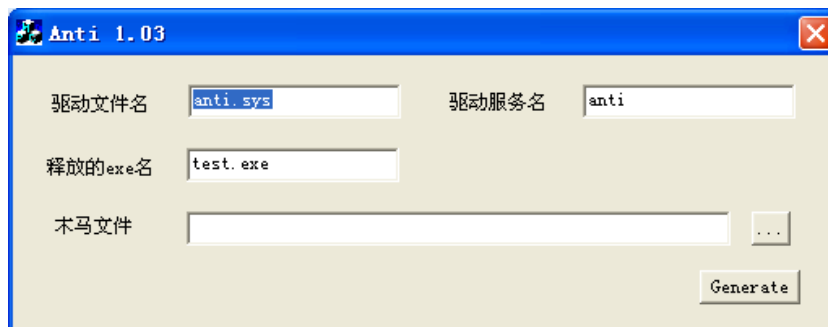 Anti 1.03
驱动文件名 anti.sys 驱动服务名 anti
释放的exe名 test.exe
木马文件 ...
Generate